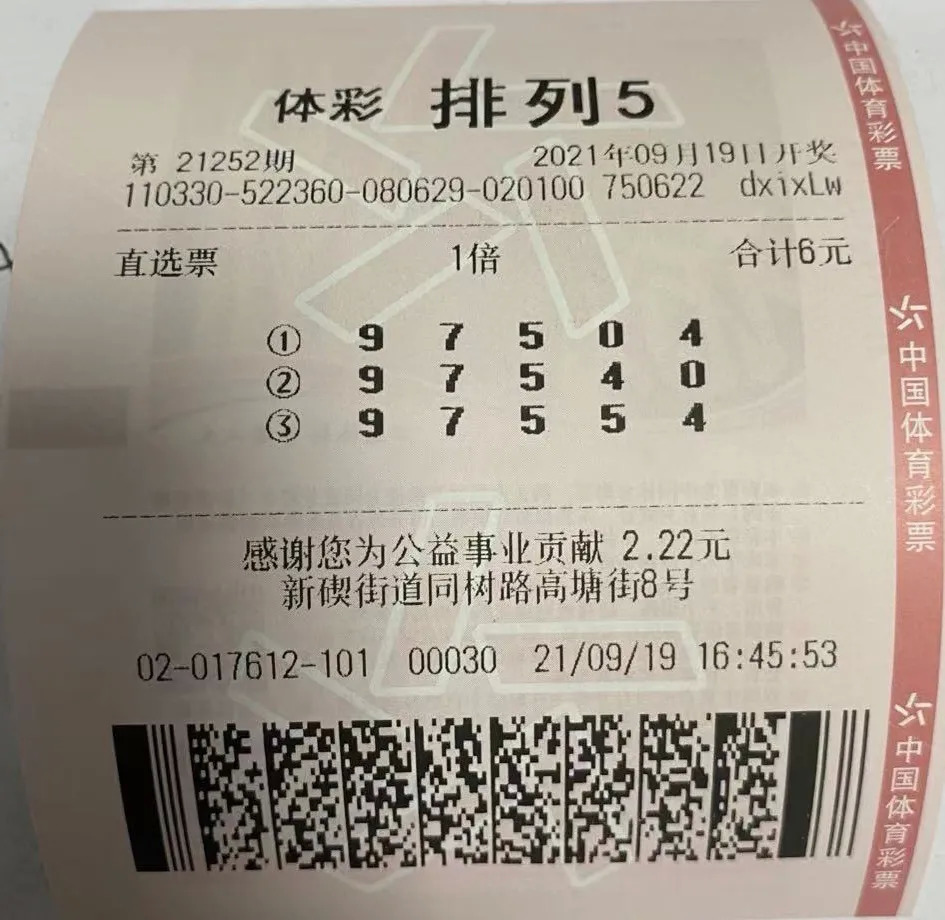 体彩 排列5
第 21252期 2021年09月19日开奖
110330-522360-080629-020100 750622 dxixLw
直选票 1倍 合计6元
① 9 7 5 0 4
② 9 7 5 4 0
③ 9 7 5 5 4
感谢您为公益事业贡献 2.22元
新碶街道同树路高塘街8号
02-017612-101 00030 21/09/19 16:45:53
中国体育彩票
中国体育彩票
中国体育彩票